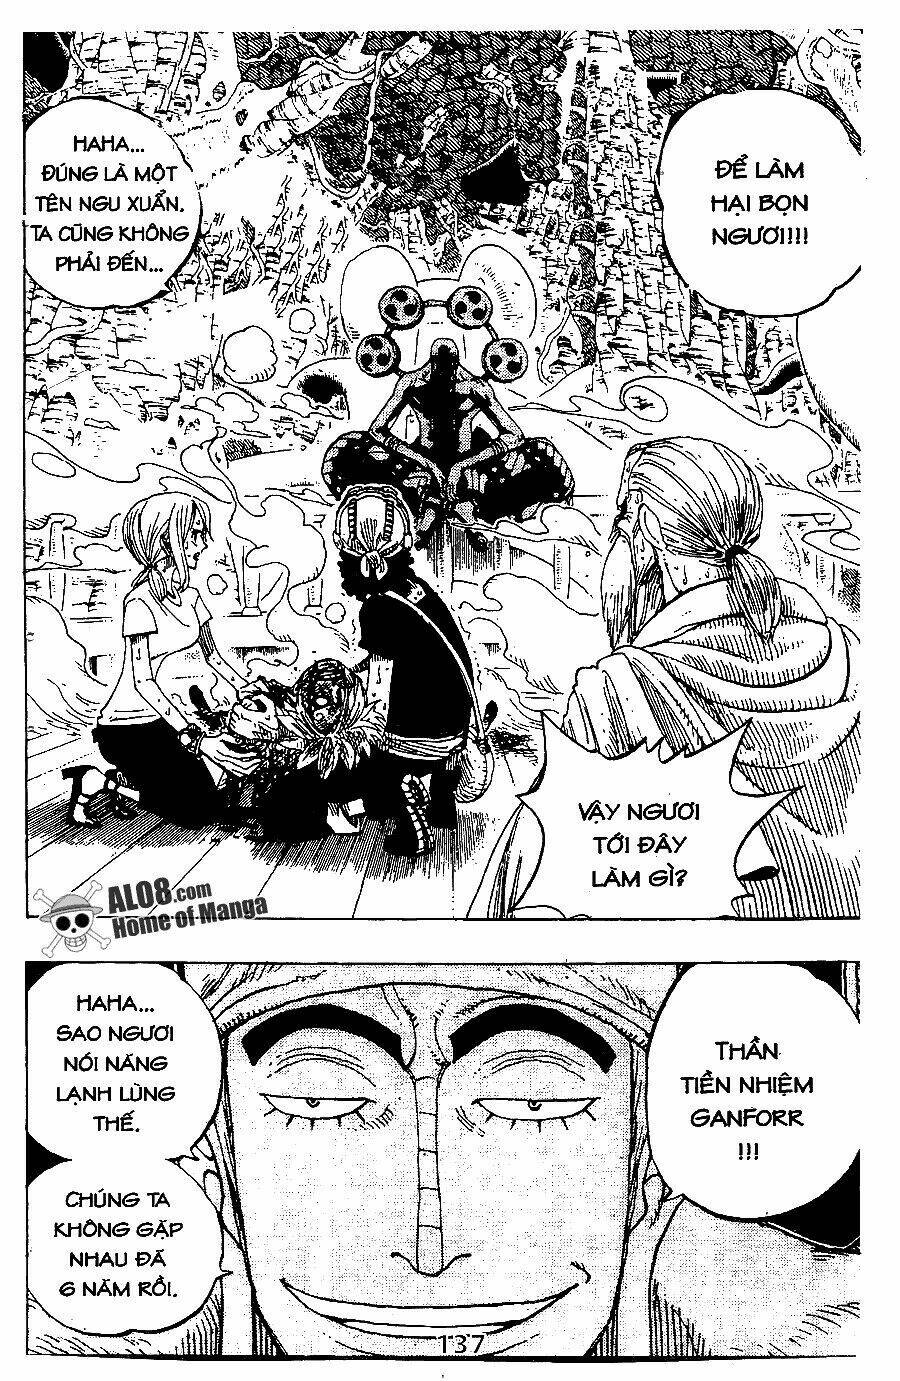 HAHA...
ĐÚNG LÀ MỘT
TÊN NGU XUẨN.
TA CŨNG KHÔNG
PHẢI ĐẾN...
ĐỂ LÀM
HẠI BỌN
NGƯƠI!!!!
VẬY NGƯƠI
TỚI ĐÂY
LÀM GÌ?
AL08.com
Home of Manga
HAHA...
SAO NGƯƠI
NÓI NĂNG
LẠNH LÙNG
THẾ.
CHÚNG TA
KHÔNG GẶP
NHAU ĐÃ
6 NĂM RỒI.
THẦN
TIỀN NHIỆM
GANFORR
!!!
137